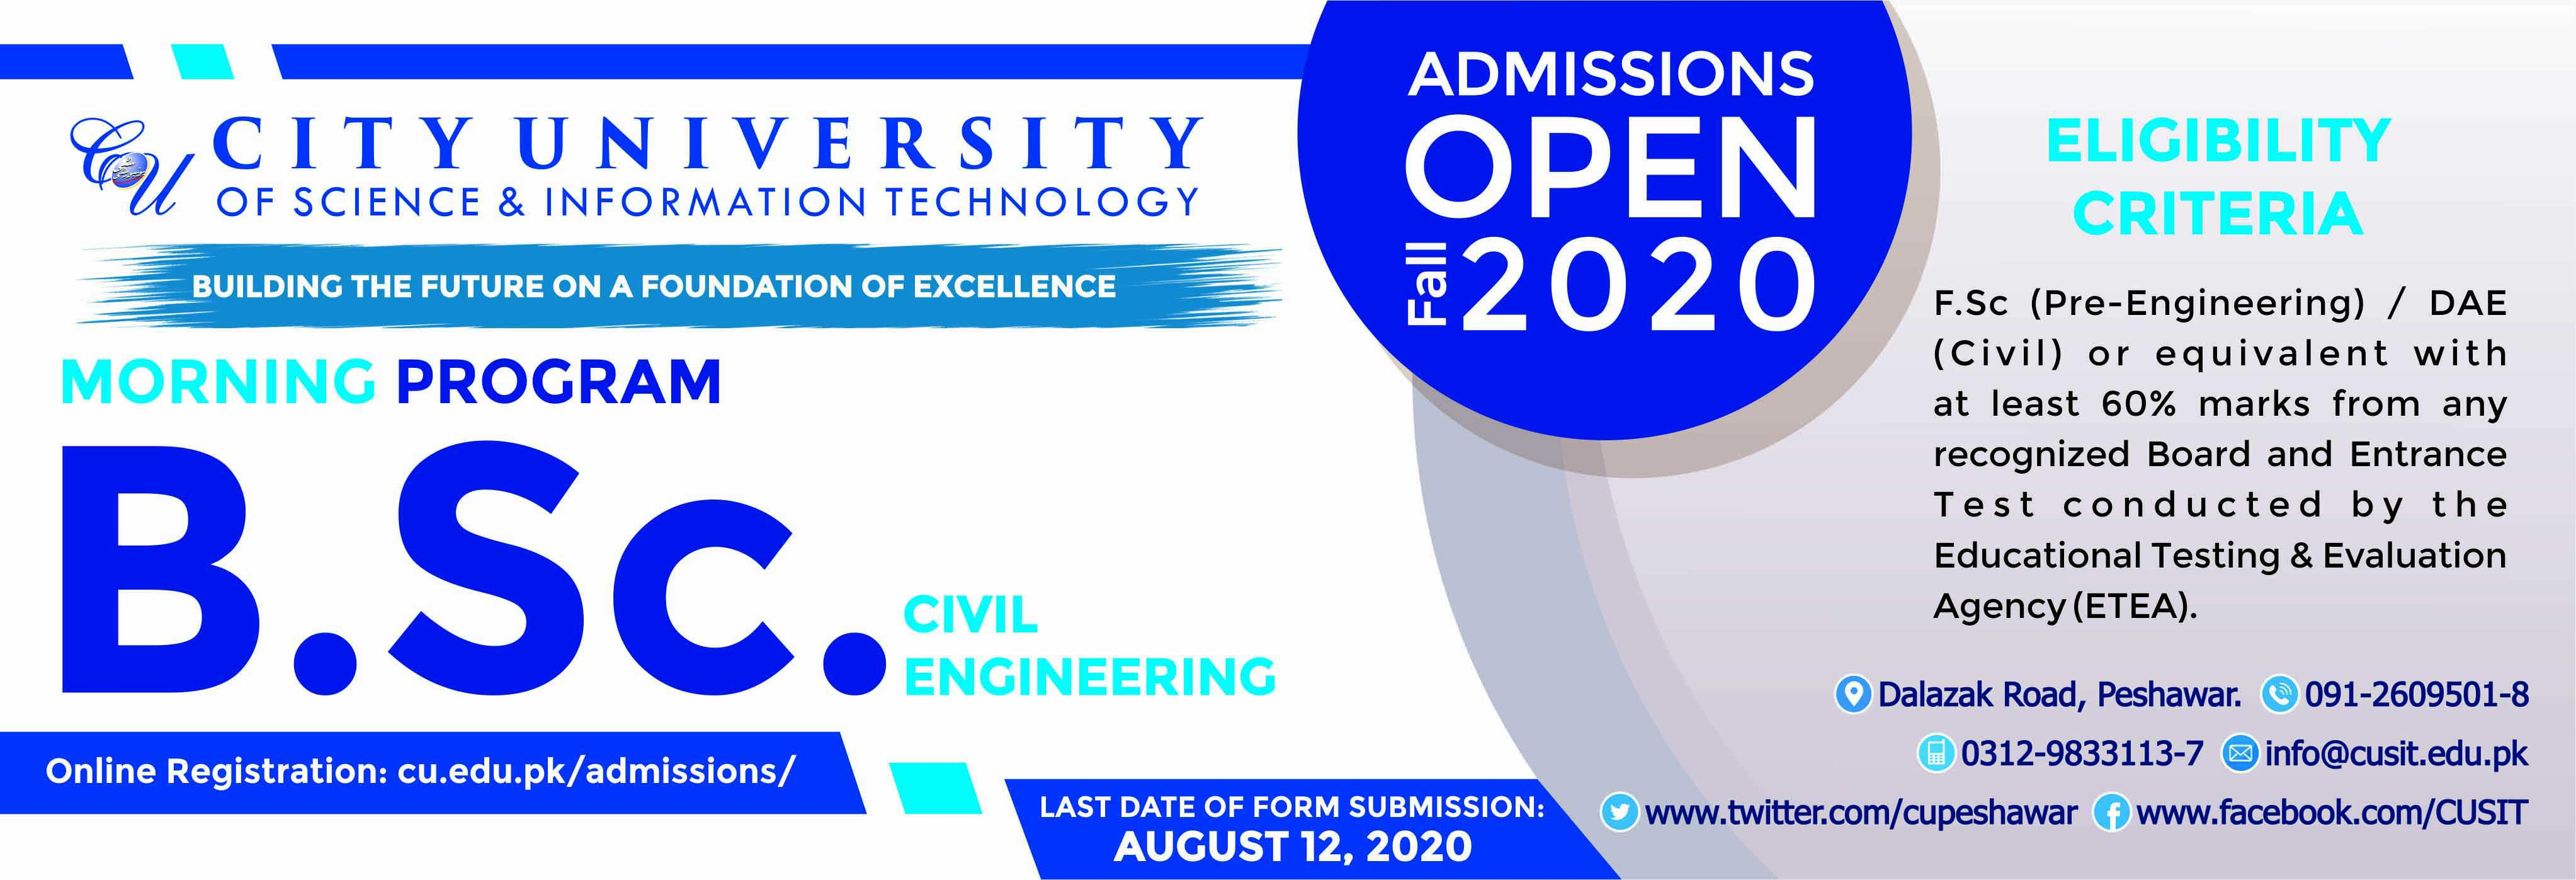 CU
CITY UNIVERSITY
OF SCIENCE & INFORMATION TECHNOLOGY
BUILDING THE FUTURE ON A FOUNDATION OF EXCELLENCE
MORNING PROGRAM
B.Sc.
CIVIL
ENGINEERING
Online Registration: cu.edu.pk/admissions/
LAST DATE OF FORM SUBMISSION:
AUGUST 12, 2020
ADMISSIONS
OPEN
Fall 2020
ELIGIBILITY
CRITERIA
F.Sc (Pre-Engineering) / DAE
(Civil) or equivalent with
at least 60% marks from any
recognized Board and Entrance
Test conducted by the
Educational Testing & Evaluation
Agency (ETEA).
Dalazak Road, Peshawar. 091-2609501-8
0312-9833113-7 info@cusit.edu.pk
www.twitter.com/cupeshawar www.facebook.com/CUSIT